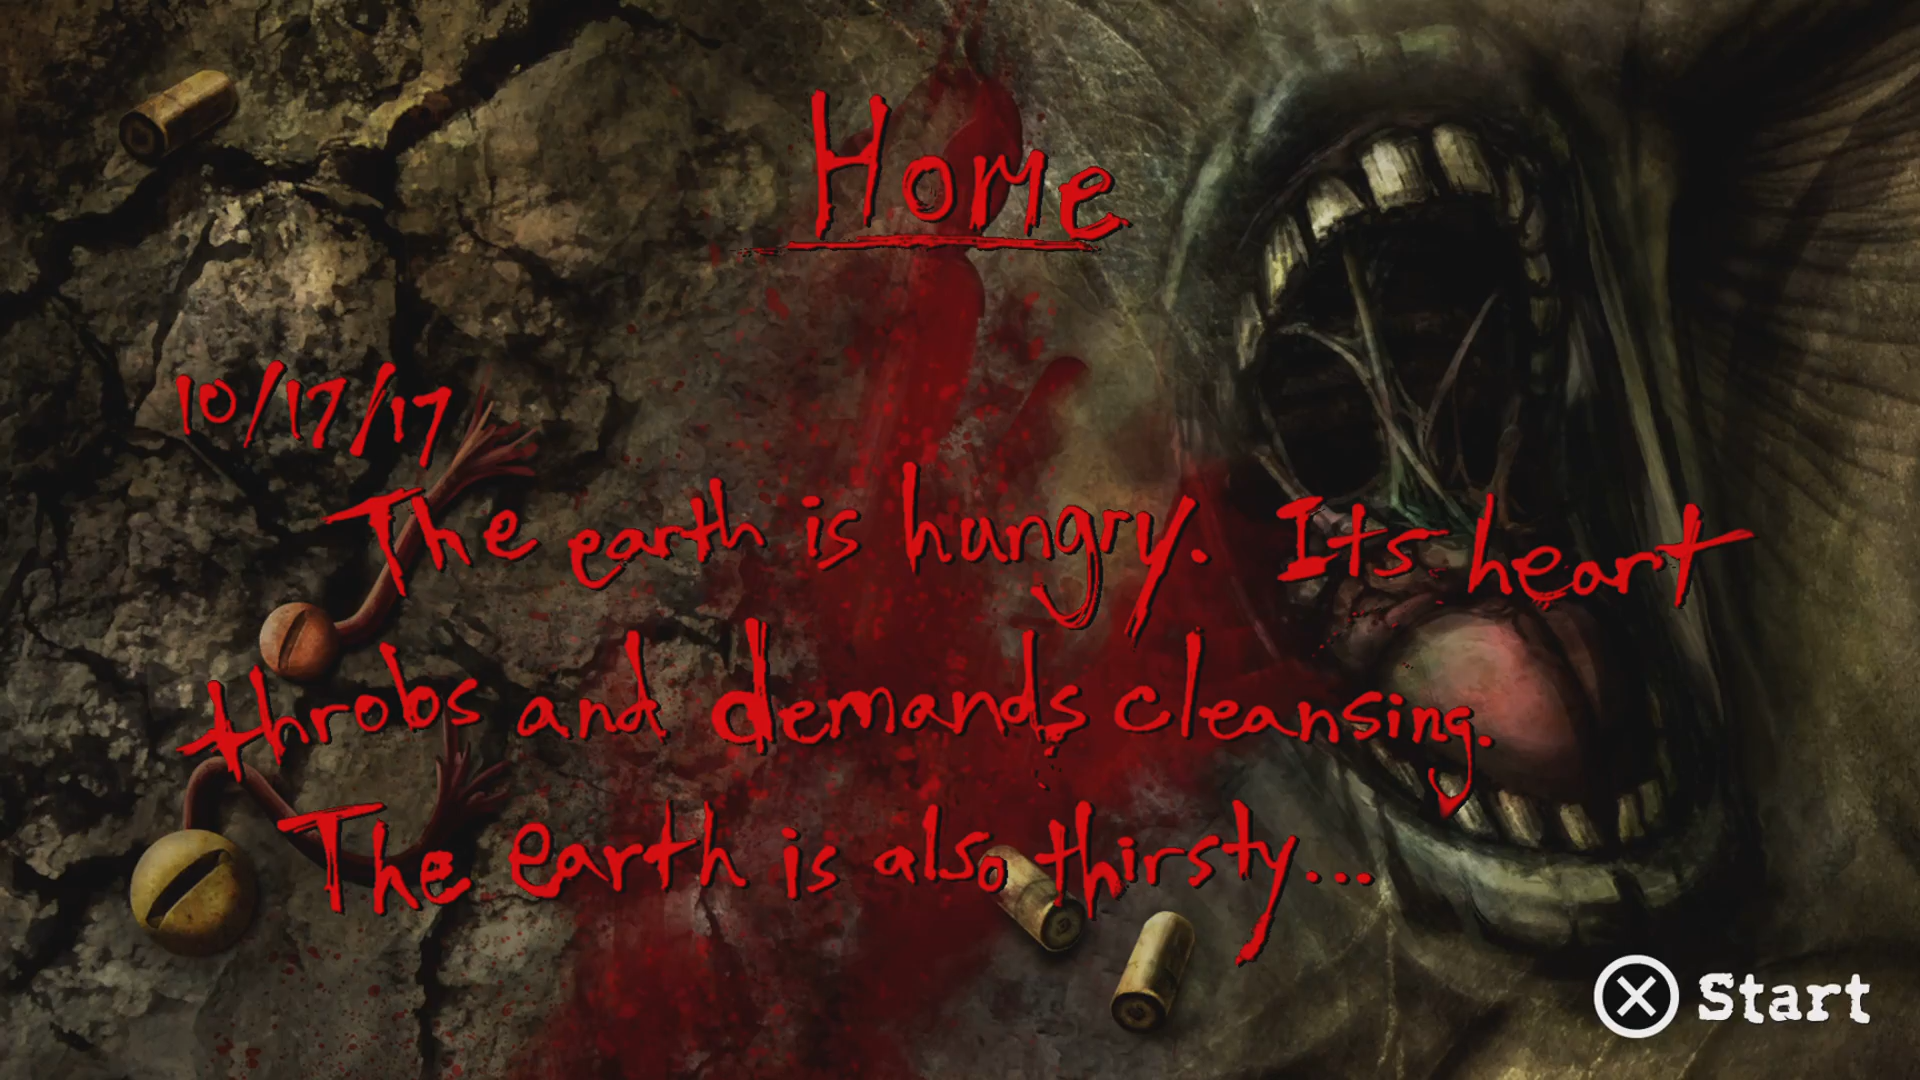 Home
10/17/17
The earth is hungry. Its heart
throbs and demands cleansing.
The earth is also thirsty...
Start